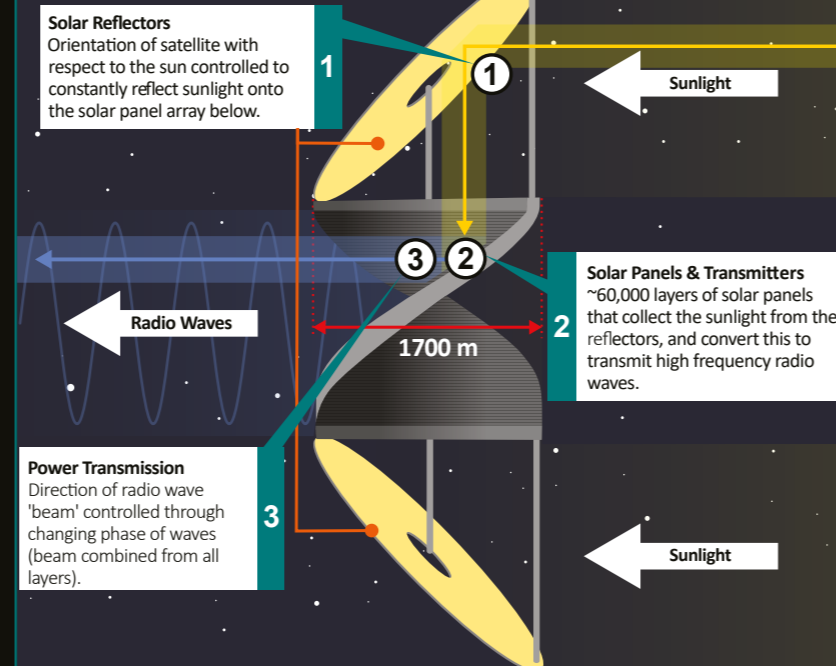 Solar Reflectors
Orientation of satellite with
respect to the sun controlled to
constantly reflect sunlight onto
the solar panel array below.
1
1
Sunlight
3
2
Solar Panels & Transmitters
~60,000 layers of solar panels
that collect the sunlight from the
reflectors, and convert this to
transmit high frequency radio
waves.
2
Radio Waves
1700 m
Power Transmission
Direction of radio wave
'beam' controlled through
changing phase of waves
(beam combined from all
layers).
3
Sunlight